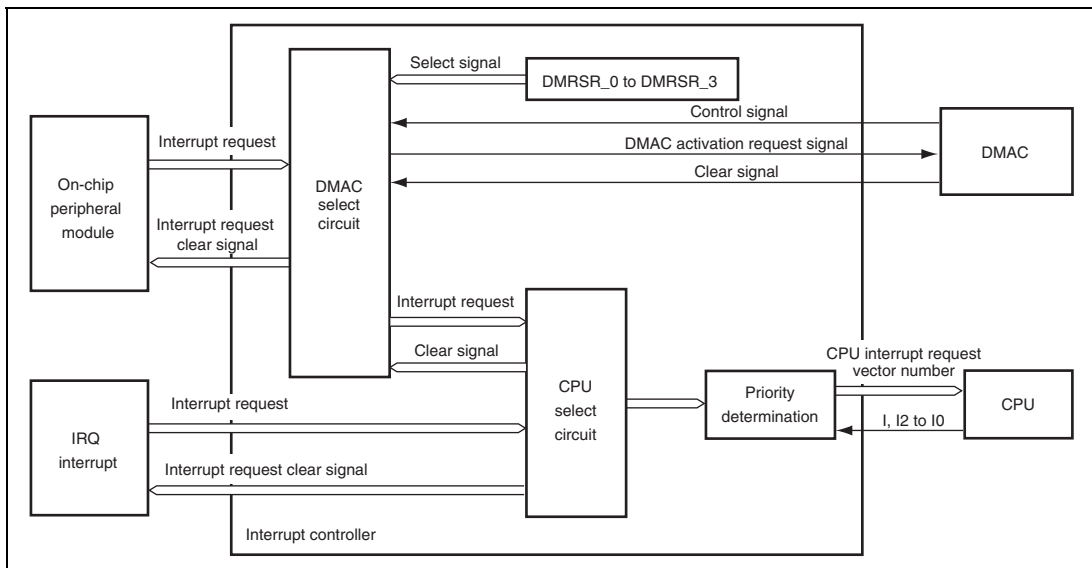 Select signal
DMRSR_0 to DMRSR_3
Control signal
Interrupt request
DMAC activation request signal
DMAC
On-chip
peripheral
module
DMAC
select
circuit
Clear signal
Interrupt request
clear signal
Interrupt request
Clear signal
CPU interrupt request
vector number
IRQ
interrupt
Interrupt request
CPU
select
circuit
Priority
determination
CPU
I, I2 to I0
Interrupt request clear signal
Interrupt controller